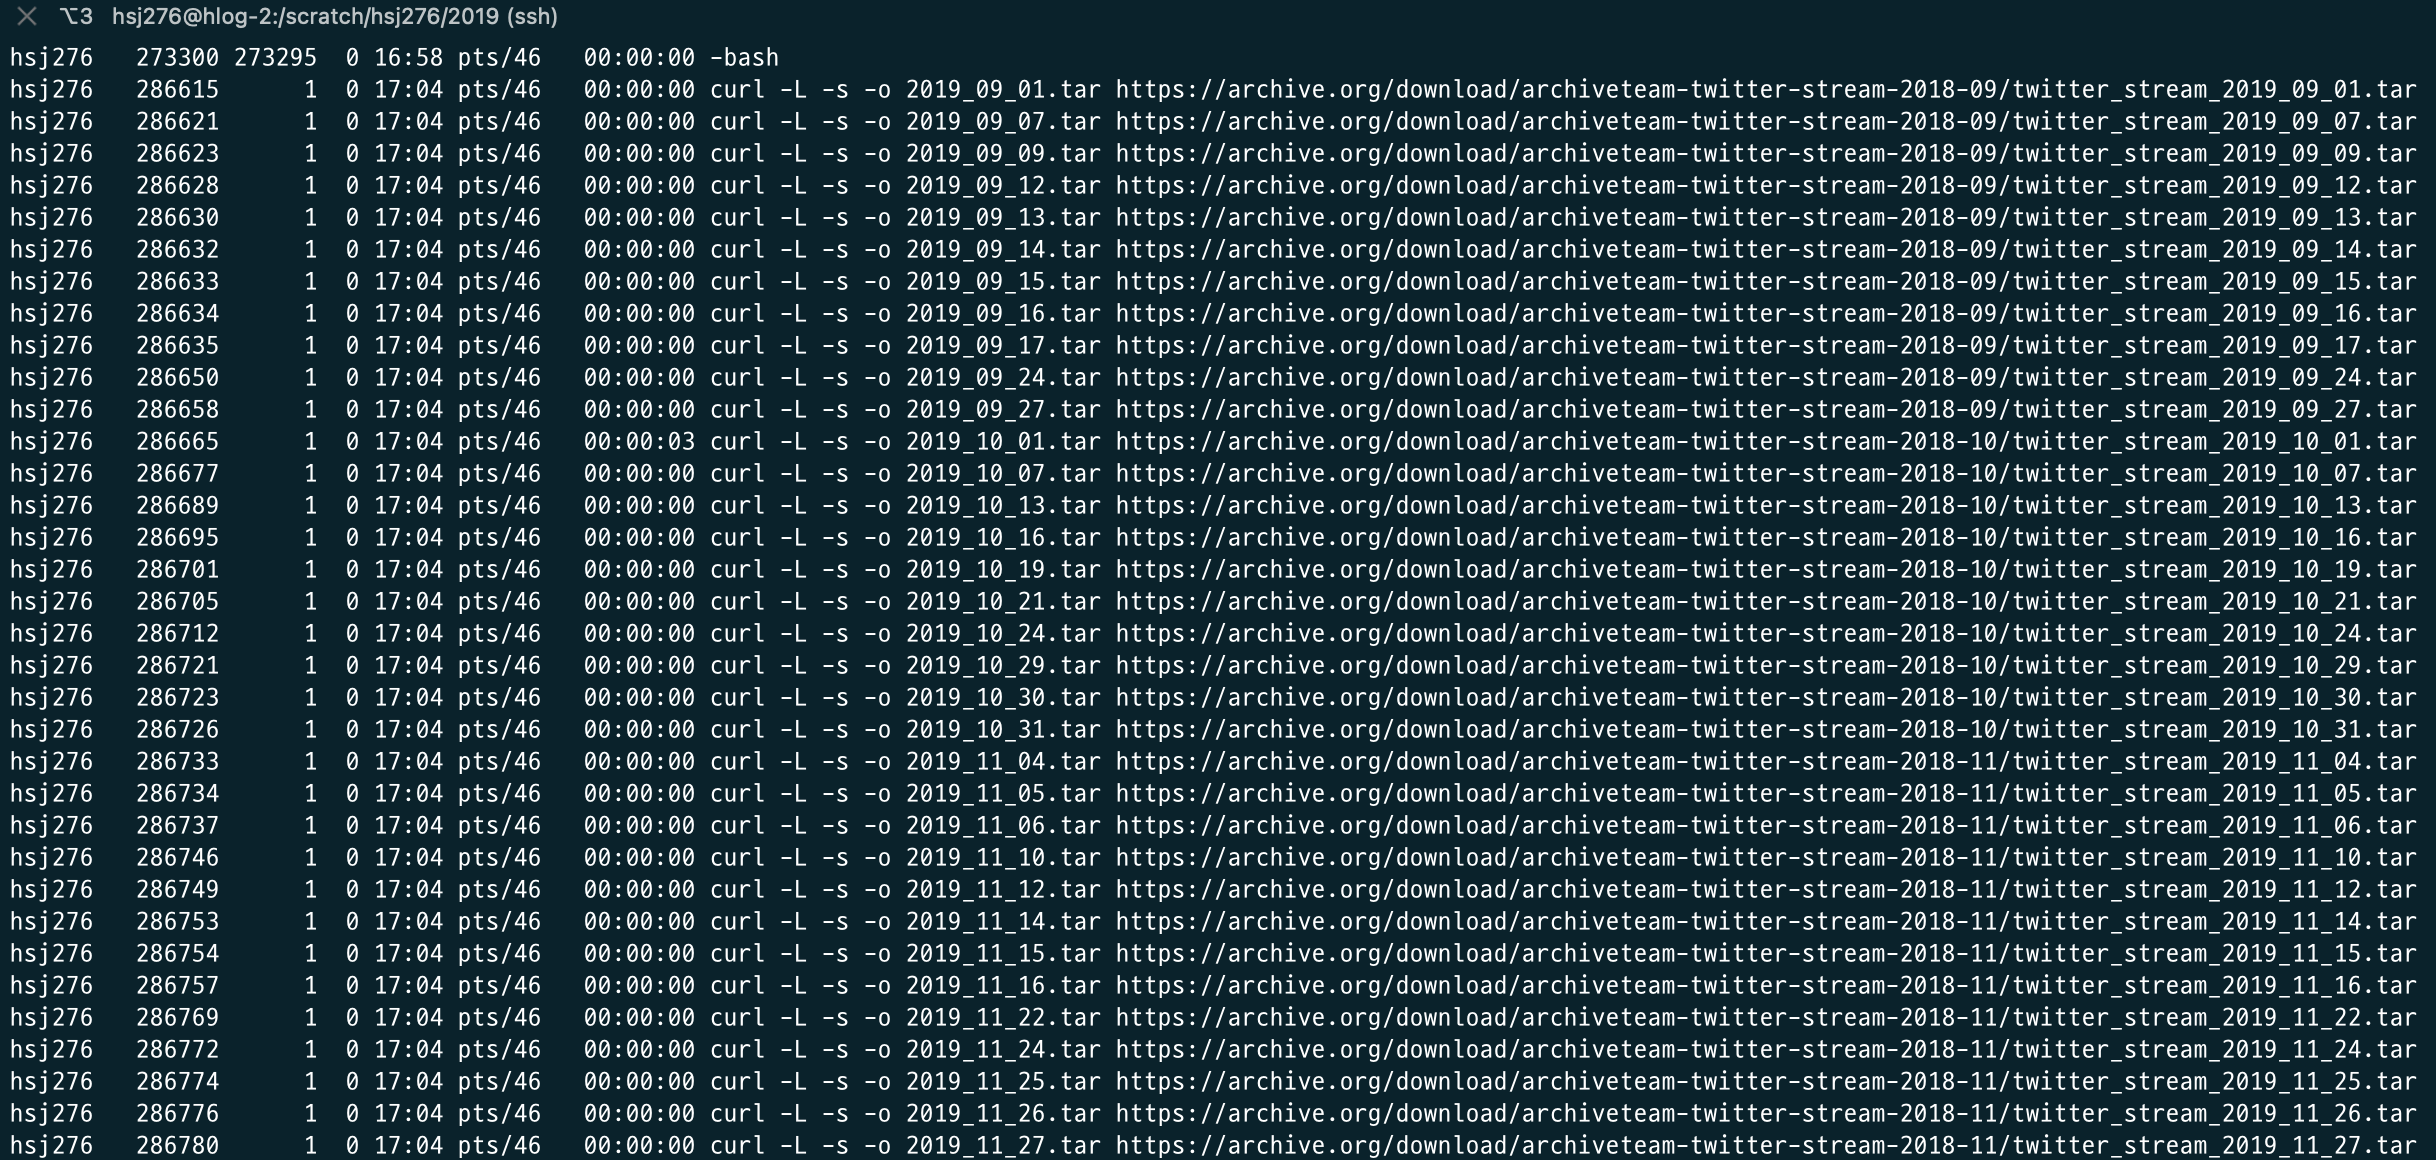 ⌥3 hsj276@hlog-2:/scratch/hsj276/2019 (ssh)
hsj276 273300 273295 0 16:58 pts/46 00:00:00 -bash
hsj276 286615 1 0 17:04 pts/46 00:00:00 curl -L -s -o 2019_09_01.tar https://archive.org/download/archiveteam-twitter-stream-2018-09/twitter_stream_2019_09_01.tar
hsj276 286621 1 0 17:04 pts/46 00:00:00 curl -L -s -o 2019_09_07.tar https://archive.org/download/archiveteam-twitter-stream-2018-09/twitter_stream_2019_09_07.tar
hsj276 286623 1 0 17:04 pts/46 00:00:00 curl -L -s -o 2019_09_09.tar https://archive.org/download/archiveteam-twitter-stream-2018-09/twitter_stream_2019_09_09.tar
hsj276 286628 1 0 17:04 pts/46 00:00:00 curl -L -s -o 2019_09_12.tar https://archive.org/download/archiveteam-twitter-stream-2018-09/twitter_stream_2019_09_12.tar
hsj276 286630 1 0 17:04 pts/46 00:00:00 curl -L -s -o 2019_09_13.tar https://archive.org/download/archiveteam-twitter-stream-2018-09/twitter_stream_2019_09_13.tar
hsj276 286632 1 0 17:04 pts/46 00:00:00 curl -L -s -o 2019_09_14.tar https://archive.org/download/archiveteam-twitter-stream-2018-09/twitter_stream_2019_09_14.tar
hsj276 286633 1 0 17:04 pts/46 00:00:00 curl -L -s -o 2019_09_15.tar https://archive.org/download/archiveteam-twitter-stream-2018-09/twitter_stream_2019_09_15.tar
hsj276 286634 1 0 17:04 pts/46 00:00:00 curl -L -s -o 2019_09_16.tar https://archive.org/download/archiveteam-twitter-stream-2018-09/twitter_stream_2019_09_16.tar
hsj276 286635 1 0 17:04 pts/46 00:00:00 curl -L -s -o 2019_09_17.tar https://archive.org/download/archiveteam-twitter-stream-2018-09/twitter_stream_2019_09_17.tar
hsj276 286650 1 0 17:04 pts/46 00:00:00 curl -L -s -o 2019_09_24.tar https://archive.org/download/archiveteam-twitter-stream-2018-09/twitter_stream_2019_09_24.tar
hsj276 286658 1 0 17:04 pts/46 00:00:00 curl -L -s -o 2019_09_27.tar https://archive.org/download/archiveteam-twitter-stream-2018-09/twitter_stream_2019_09_27.tar
hsj276 286665 1 0 17:04 pts/46 00:00:03 curl -L -s -o 2019_10_01.tar https://archive.org/download/archiveteam-twitter-stream-2018-10/twitter_stream_2019_10_01.tar
hsj276 286677 1 0 17:04 pts/46 00:00:00 curl -L -s -o 2019_10_07.tar https://archive.org/download/archiveteam-twitter-stream-2018-10/twitter_stream_2019_10_07.tar
hsj276 286689 1 0 17:04 pts/46 00:00:00 curl -L -s -o 2019_10_13.tar https://archive.org/download/archiveteam-twitter-stream-2018-10/twitter_stream_2019_10_13.tar
hsj276 286695 1 0 17:04 pts/46 00:00:00 curl -L -s -o 2019_10_16.tar https://archive.org/download/archiveteam-twitter-stream-2018-10/twitter_stream_2019_10_16.tar
hsj276 286701 1 0 17:04 pts/46 00:00:00 curl -L -s -o 2019_10_19.tar https://archive.org/download/archiveteam-twitter-stream-2018-10/twitter_stream_2019_10_19.tar
hsj276 286705 1 0 17:04 pts/46 00:00:00 curl -L -s -o 2019_10_21.tar https://archive.org/download/archiveteam-twitter-stream-2018-10/twitter_stream_2019_10_21.tar
hsj276 286712 1 0 17:04 pts/46 00:00:00 curl -L -s -o 2019_10_24.tar https://archive.org/download/archiveteam-twitter-stream-2018-10/twitter_stream_2019_10_24.tar
hsj276 286721 1 0 17:04 pts/46 00:00:00 curl -L -s -o 2019_10_29.tar https://archive.org/download/archiveteam-twitter-stream-2018-10/twitter_stream_2019_10_29.tar
hsj276 286723 1 0 17:04 pts/46 00:00:00 curl -L -s -o 2019_10_30.tar https://archive.org/download/archiveteam-twitter-stream-2018-10/twitter_stream_2019_10_30.tar
hsj276 286726 1 0 17:04 pts/46 00:00:00 curl -L -s -o 2019_10_31.tar https://archive.org/download/archiveteam-twitter-stream-2018-10/twitter_stream_2019_10_31.tar
hsj276 286733 1 0 17:04 pts/46 00:00:00 curl -L -s -o 2019_11_04.tar https://archive.org/download/archiveteam-twitter-stream-2018-11/twitter_stream_2019_11_04.tar
hsj276 286734 1 0 17:04 pts/46 00:00:00 curl -L -s -o 2019_11_05.tar https://archive.org/download/archiveteam-twitter-stream-2018-11/twitter_stream_2019_11_05.tar
hsj276 286737 1 0 17:04 pts/46 00:00:00 curl -L -s -o 2019_11_06.tar https://archive.org/download/archiveteam-twitter-stream-2018-11/twitter_stream_2019_11_06.tar
hsj276 286746 1 0 17:04 pts/46 00:00:00 curl -L -s -o 2019_11_10.tar https://archive.org/download/archiveteam-twitter-stream-2018-11/twitter_stream_2019_11_10.tar
hsj276 286749 1 0 17:04 pts/46 00:00:00 curl -L -s -o 2019_11_12.tar https://archive.org/download/archiveteam-twitter-stream-2018-11/twitter_stream_2019_11_12.tar
hsj276 286753 1 0 17:04 pts/46 00:00:00 curl -L -s -o 2019_11_14.tar https://archive.org/download/archiveteam-twitter-stream-2018-11/twitter_stream_2019_11_14.tar
hsj276 286754 1 0 17:04 pts/46 00:00:00 curl -L -s -o 2019_11_15.tar https://archive.org/download/archiveteam-twitter-stream-2018-11/twitter_stream_2019_11_15.tar
hsj276 286757 1 0 17:04 pts/46 00:00:00 curl -L -s -o 2019_11_16.tar https://archive.org/download/archiveteam-twitter-stream-2018-11/twitter_stream_2019_11_16.tar
hsj276 286769 1 0 17:04 pts/46 00:00:00 curl -L -s -o 2019_11_22.tar https://archive.org/download/archiveteam-twitter-stream-2018-11/twitter_stream_2019_11_22.tar
hsj276 286772 1 0 17:04 pts/46 00:00:00 curl -L -s -o 2019_11_24.tar https://archive.org/download/archiveteam-twitter-stream-2018-11/twitter_stream_2019_11_24.tar
hsj276 286774 1 0 17:04 pts/46 00:00:00 curl -L -s -o 2019_11_25.tar https://archive.org/download/archiveteam-twitter-stream-2018-11/twitter_stream_2019_11_25.tar
hsj276 286776 1 0 17:04 pts/46 00:00:00 curl -L -s -o 2019_11_26.tar https://archive.org/download/archiveteam-twitter-stream-2018-11/twitter_stream_2019_11_26.tar
hsj276 286780 1 0 17:04 pts/46 00:00:00 curl -L -s -o 2019_11_27.tar https://archive.org/download/archiveteam-twitter-stream-2018-11/twitter_stream_2019_11_27.tar